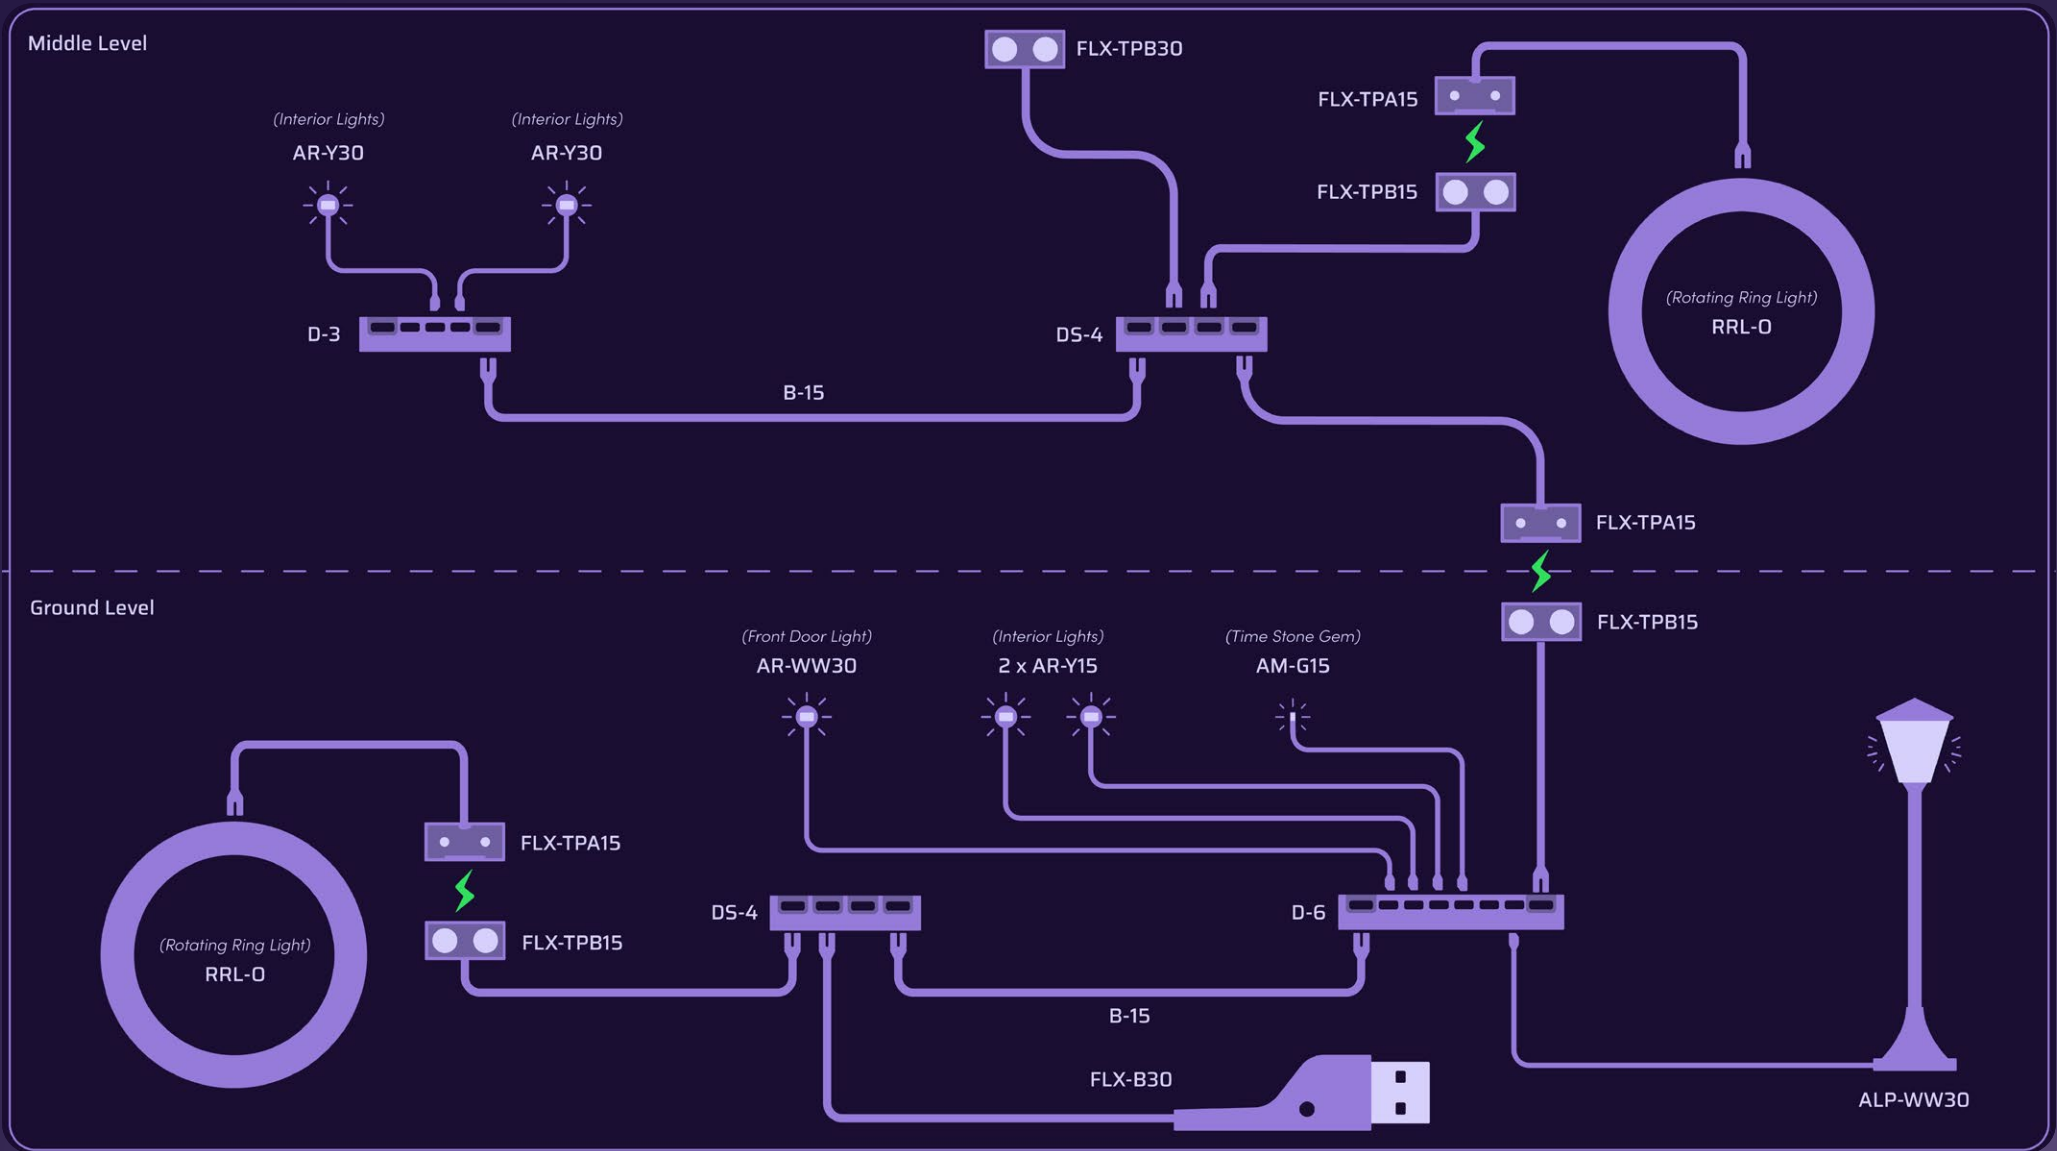 Middle Level
FLX-TPB30
FLX-TPA15
FLX-TPB15
(Interior Lights)
AR-Y30
(Interior Lights)
AR-Y30
D-3
DS-4
B-15
(Rotating Ring Light)
RRL-O
FLX-TPA15
Ground Level
FLX-TPB15
(Front Door Light)
AR-WW30
(Interior Lights)
2 x AR-Y15
(Time Stone Gem)
AM-G15
FLX-TPA15
DS-4
D-6
FLX-TPB15
(Rotating Ring Light)
RRL-O
B-15
FLX-B30
ALP-WW30